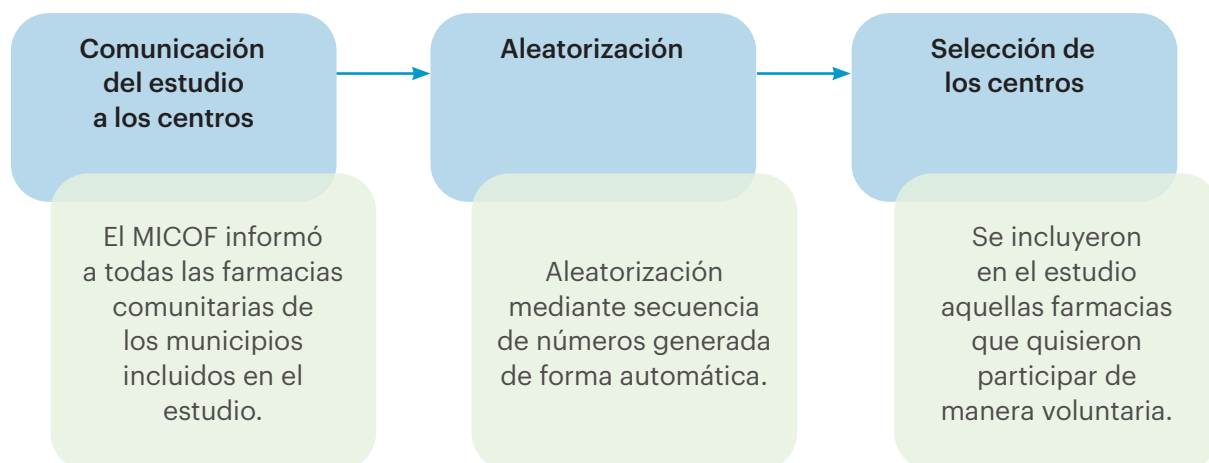 Comunicación
del estudio
a los centros
El MICOF informó
a todas las farmacias
comunitarias de
los municipios
incluidos en el
estudio.
Aleatorización
Aleatorización
mediante secuencia
de números generada
de forma automática.
Selección de
los centros
Se incluyeron
en el estudio
aquellas farmacias
que quisieron
participar de
manera voluntaria.